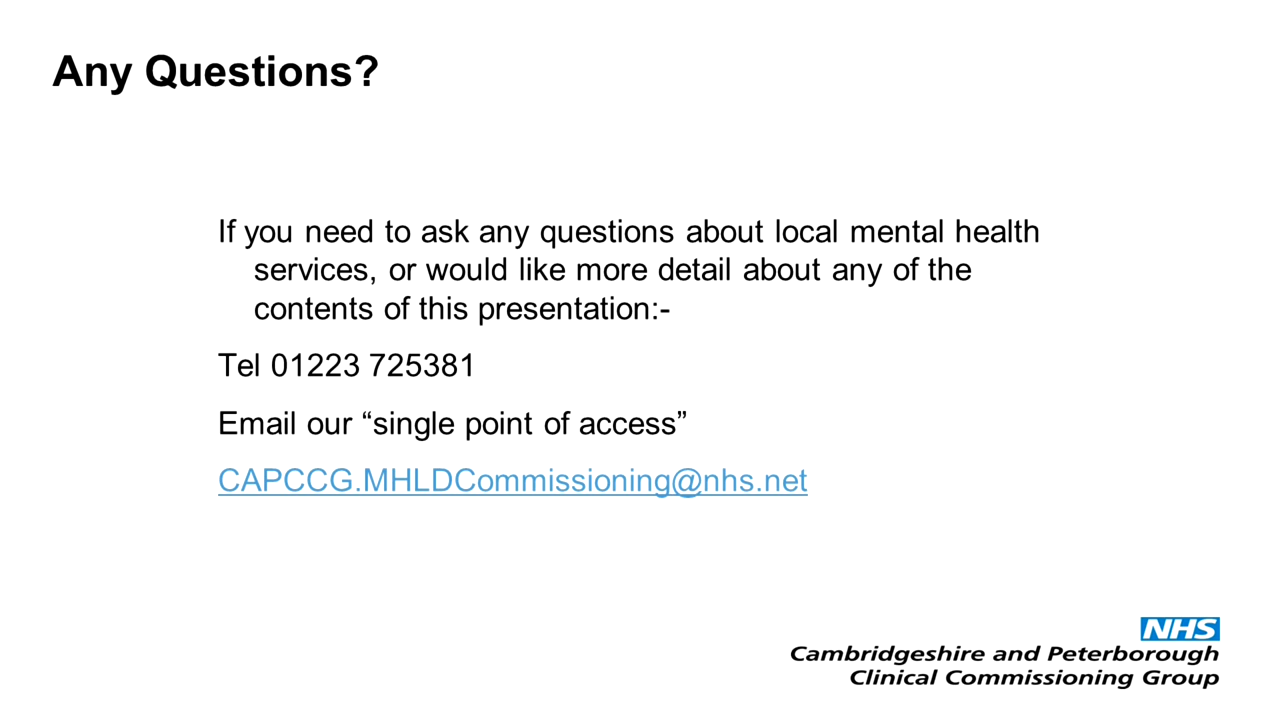 Any Questions?
If you need to ask any questions about local mental health
services, or would like more detail about any of the
contents of this presentation:-
Tel 01223 725381
Email our “single point of access”
CAPCCG.MHLDCommissioning@nhs.net
NHS
Cambridgeshire and Peterborough
Clinical Commissioning Group